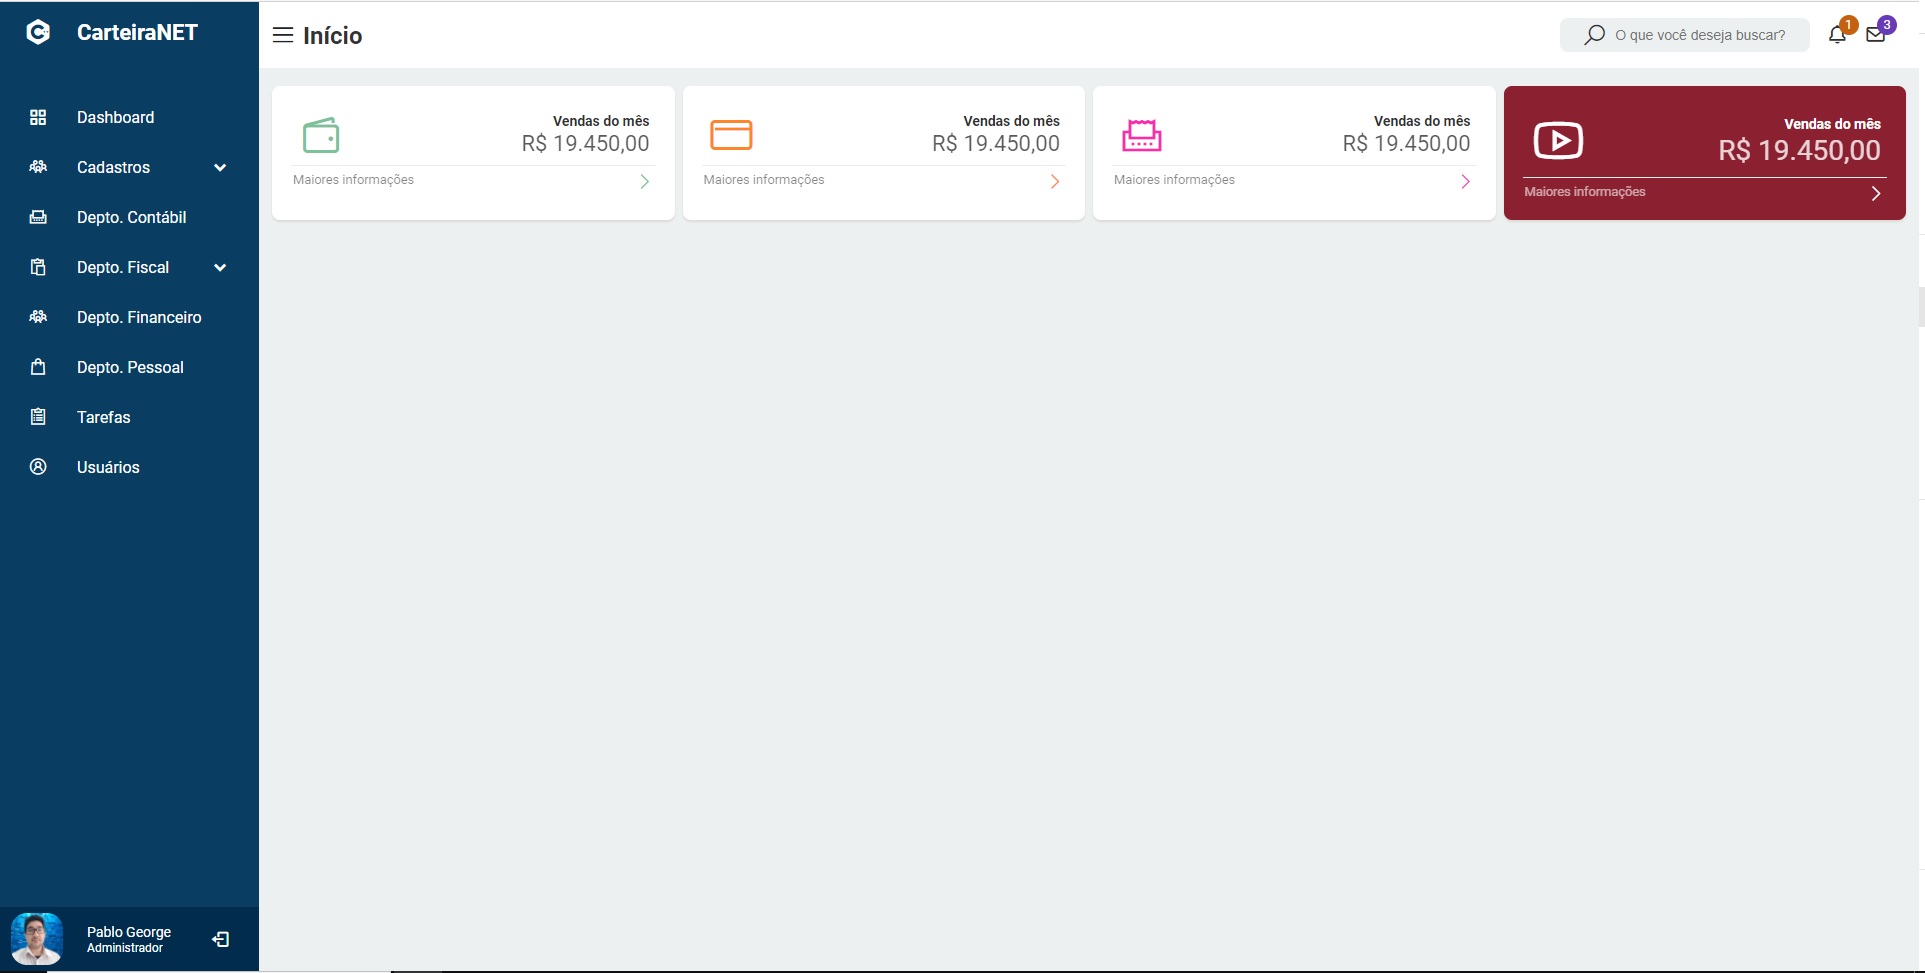 CarteiraNET
Dashboard
Cadastros
Depto. Contábil
Depto. Fiscal
Depto. Financeiro
Depto. Pessoal
Tarefas
Usuários
Pablo George
Administrador
Início
O que você deseja buscar?
1
3
Vendas do mês
R$ 19.450,00
Maiores informações
Vendas do mês
R$ 19.450,00
Maiores informações
Vendas do mês
R$ 19.450,00
Maiores informações
Vendas do mês
R$ 19.450,00
Maiores informações